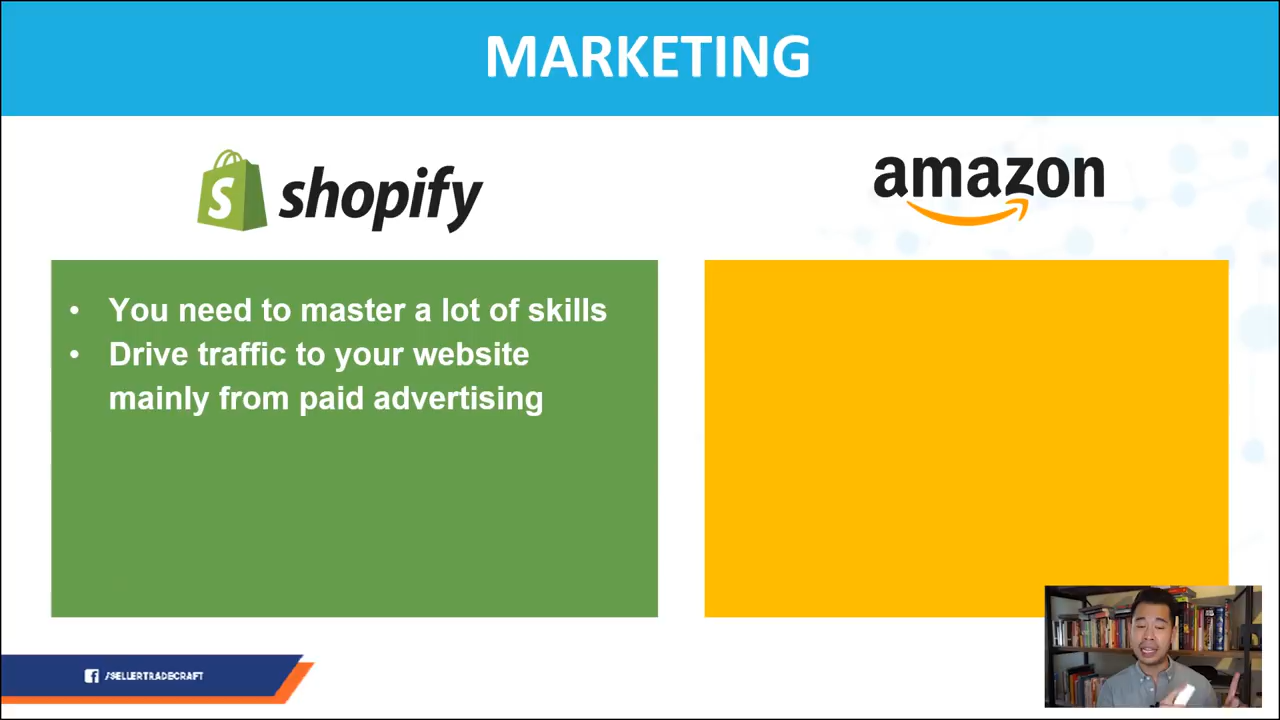 MARKETING
shopify
amazon
• You need to master a lot of skills
• Drive traffic to your website
mainly from paid advertising
/SELLERTRADECRAFT